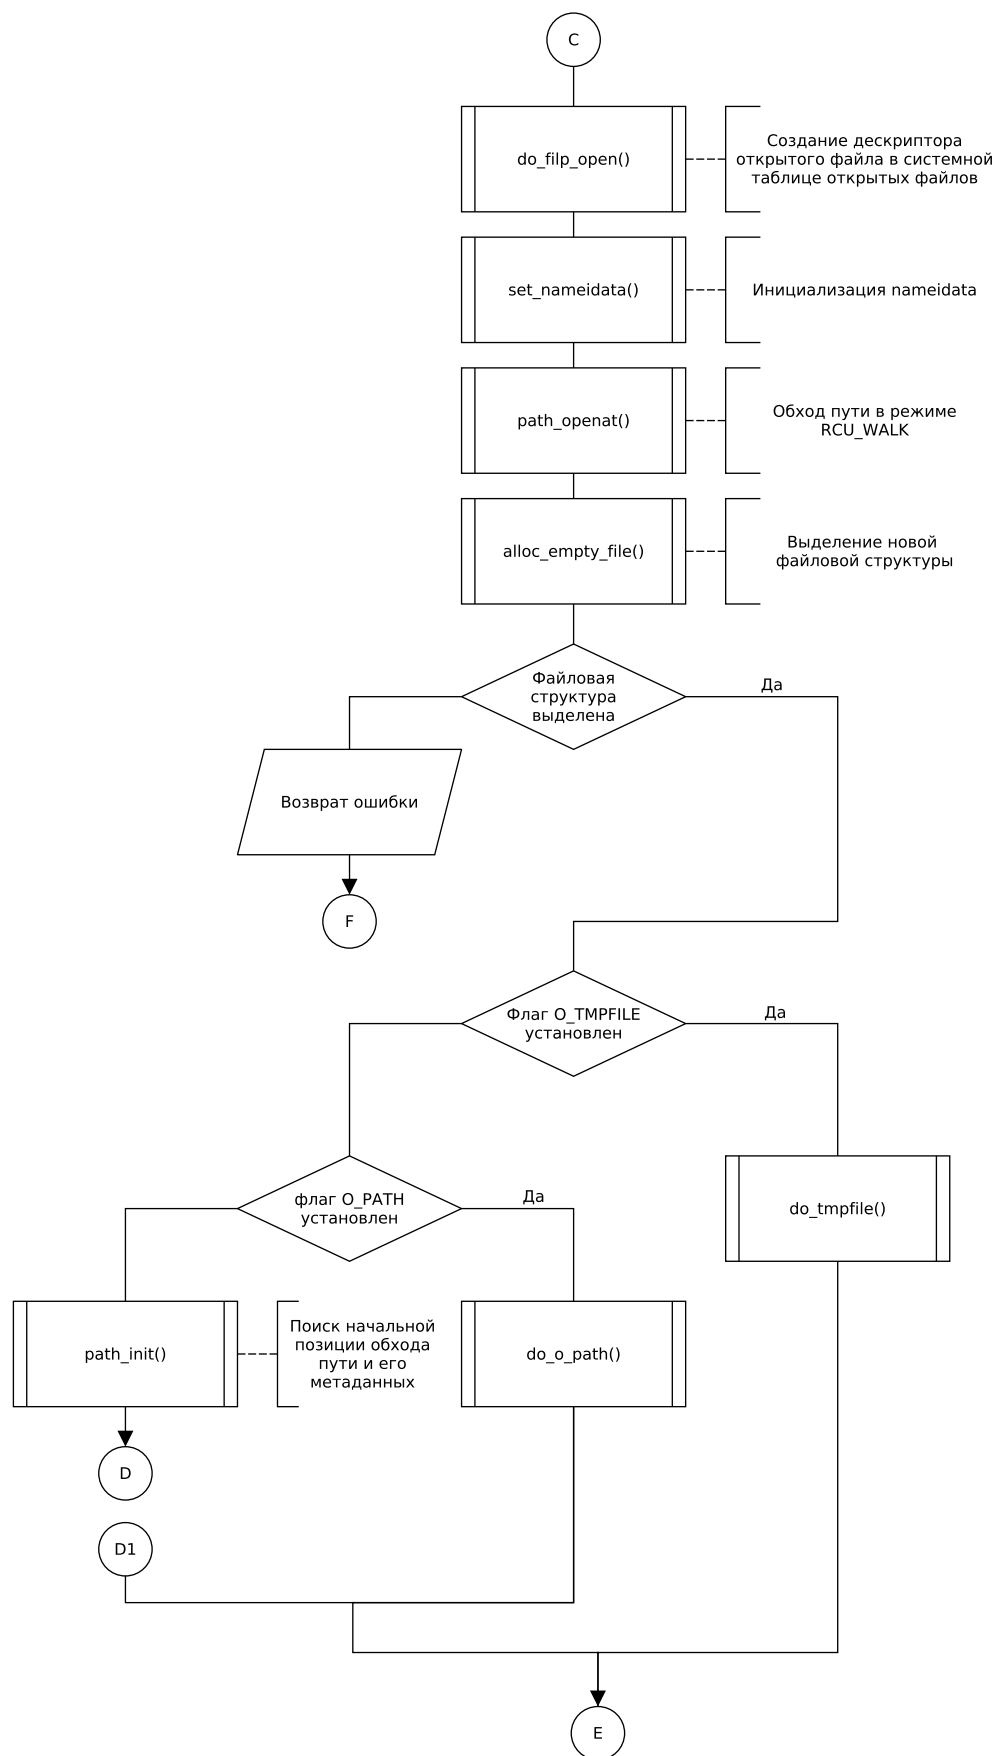 C
do_filp_open()
Создание дескриптора
открытого файла в системной
таблице открытых файлов
set_nameidata()
Инициализация nameidata
path_openat()
Обход пути в режиме
RCU_WALK
alloc_empty_file()
Выделение новой
файловой структуры
Файловая
структура
выделена
Да
Возврат ошибки
F
Флаг O_TMPFILE
установлен
Да
флаг O_PATH
установлен
Да
do_tmpfile()
path_init()
Поиск начальной
позиции обхода
пути и его
метаданных
do_o_path()
D
D1
E